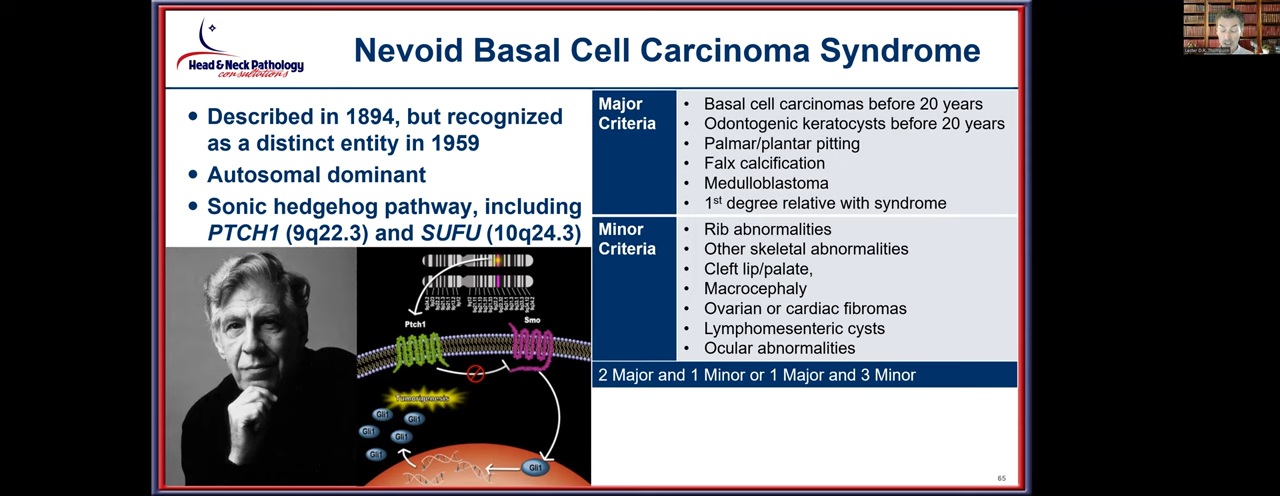 Head & Neck Pathology
consultations
Nevoid Basal Cell Carcinoma Syndrome
• Described in 1894, but recognized
as a distinct entity in 1959
• Autosomal dominant
• Sonic hedgehog pathway, including
PTCH1 (9q22.3) and SUFU (10q24.3)
Ptch1
Smo
Tumorigenesis
Gli1
Gli1
Gli1
Gli1
Gli1
Gli1
Major
Criteria
• Basal cell carcinomas before 20 years
• Odontogenic keratocysts before 20 years
• Palmar/plantar pitting
• Falx calcification
• Medulloblastoma
• 1st degree relative with syndrome
Minor
Criteria
• Rib abnormalities
• Other skeletal abnormalities
• Cleft lip/palate,
• Macrocephaly
• Ovarian or cardiac fibromas
• Lymphomesenteric cysts
• Ocular abnormalities
2 Major and 1 Minor or 1 Major and 3 Minor
65